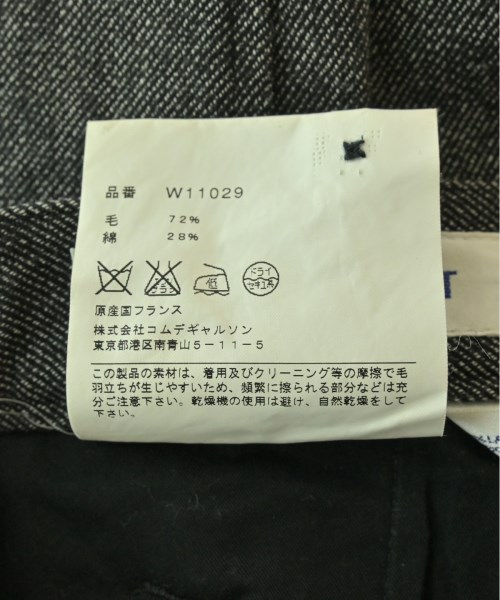 品番 W11029
毛 72%
綿 28%
低
ドライ
セキユ系
原産国フランス
株式会社コムデギャルソン
東京都港区南青山5-11-5
この製品の素材は、着用及びクリーニング等の摩擦で毛
羽立ちが生じやすいため、頻繁に擦られる部分などは充
分ご注意下さい。乾燥機の使用は避け、自然乾燥をして
下さい。